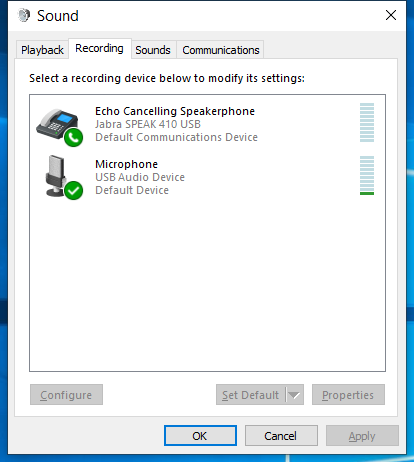 Sound
Playback Recording Sounds Communications
Select a recording device below to modify its settings:
Echo Cancelling Speakerphone
Jabra SPEAK 410 USB
Default Communications Device
Microphone
USB Audio Device
Default Device
Configure Set Default Properties
OK Cancel Apply